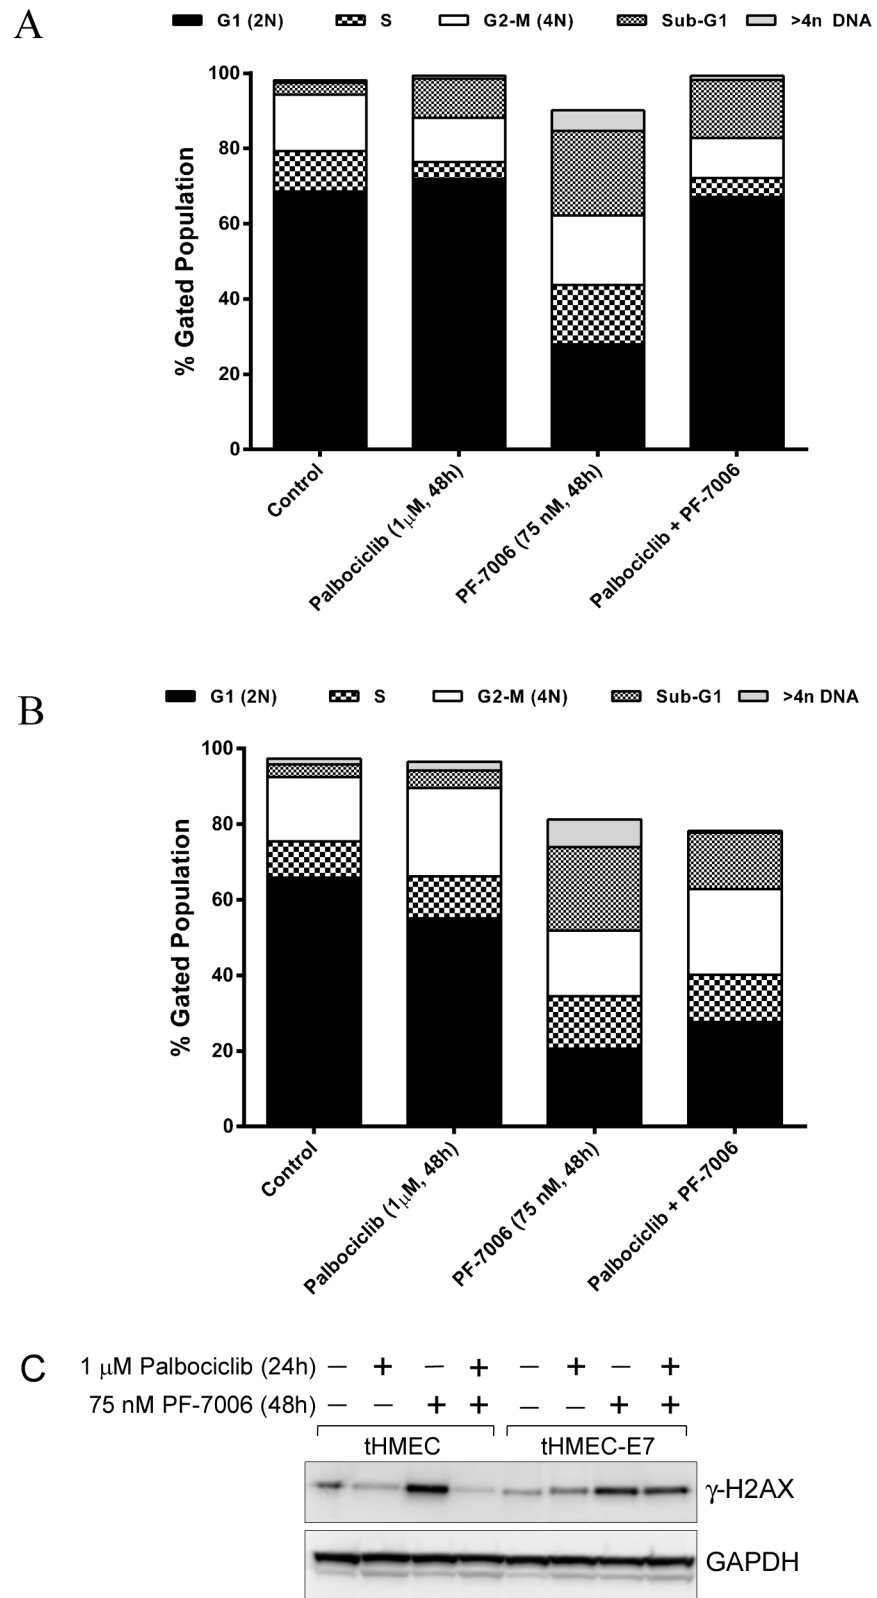 A
G1 (2N) S G2-M (4N) Sub-G1 >4n DNA
% Gated Population
100
80
60
40
20
0
Control
Palbociclib (1μM, 48h)
PF-7006 (75 nM, 48h)
Palbociclib + PF-7006
B
G1 (2N) S G2-M (4N) Sub-G1 >4n DNA
% Gated Population
100
80
60
40
20
0
Control
Palbociclib (1μM, 48h)
PF-7006 (75 nM, 48h)
Palbociclib + PF-7006
C
1 μM Palbociclib (24h) − + − + − + − +
75 nM PF-7006 (48h) − − + + − − + +
tHMEC tHMEC-E7
γ-H2AX
GAPDH